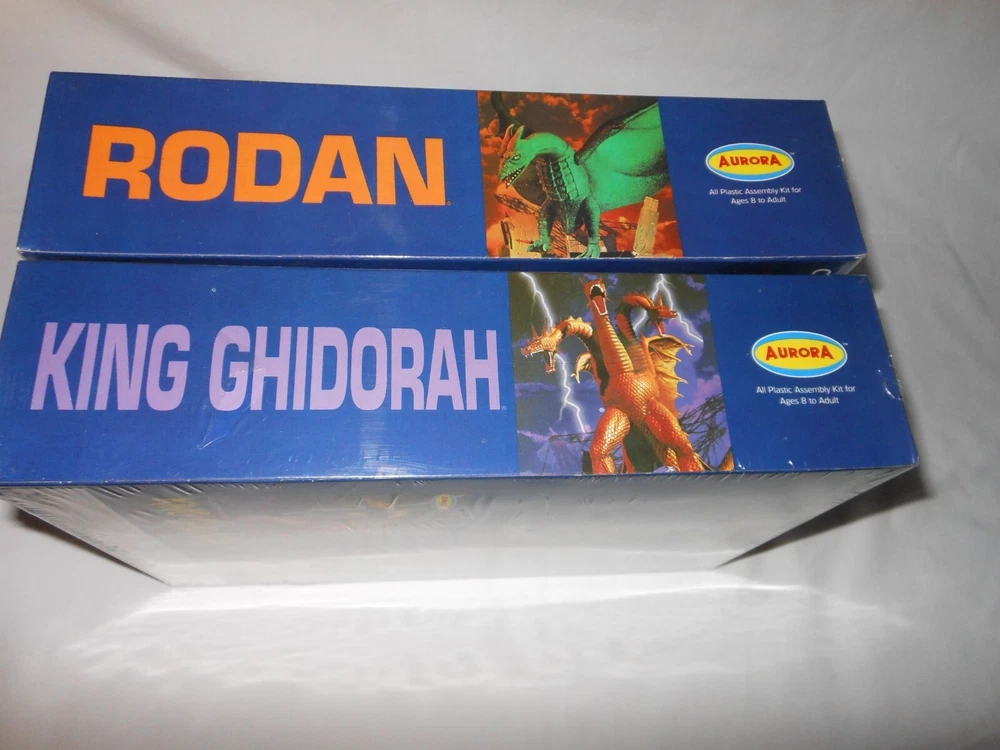 RODAN
AURORA
All Plastic Assembly Kit for
Ages 8 to Adult
KING GHIDORAH
AURORA
All Plastic Assembly Kit for
Ages 8 to Adult